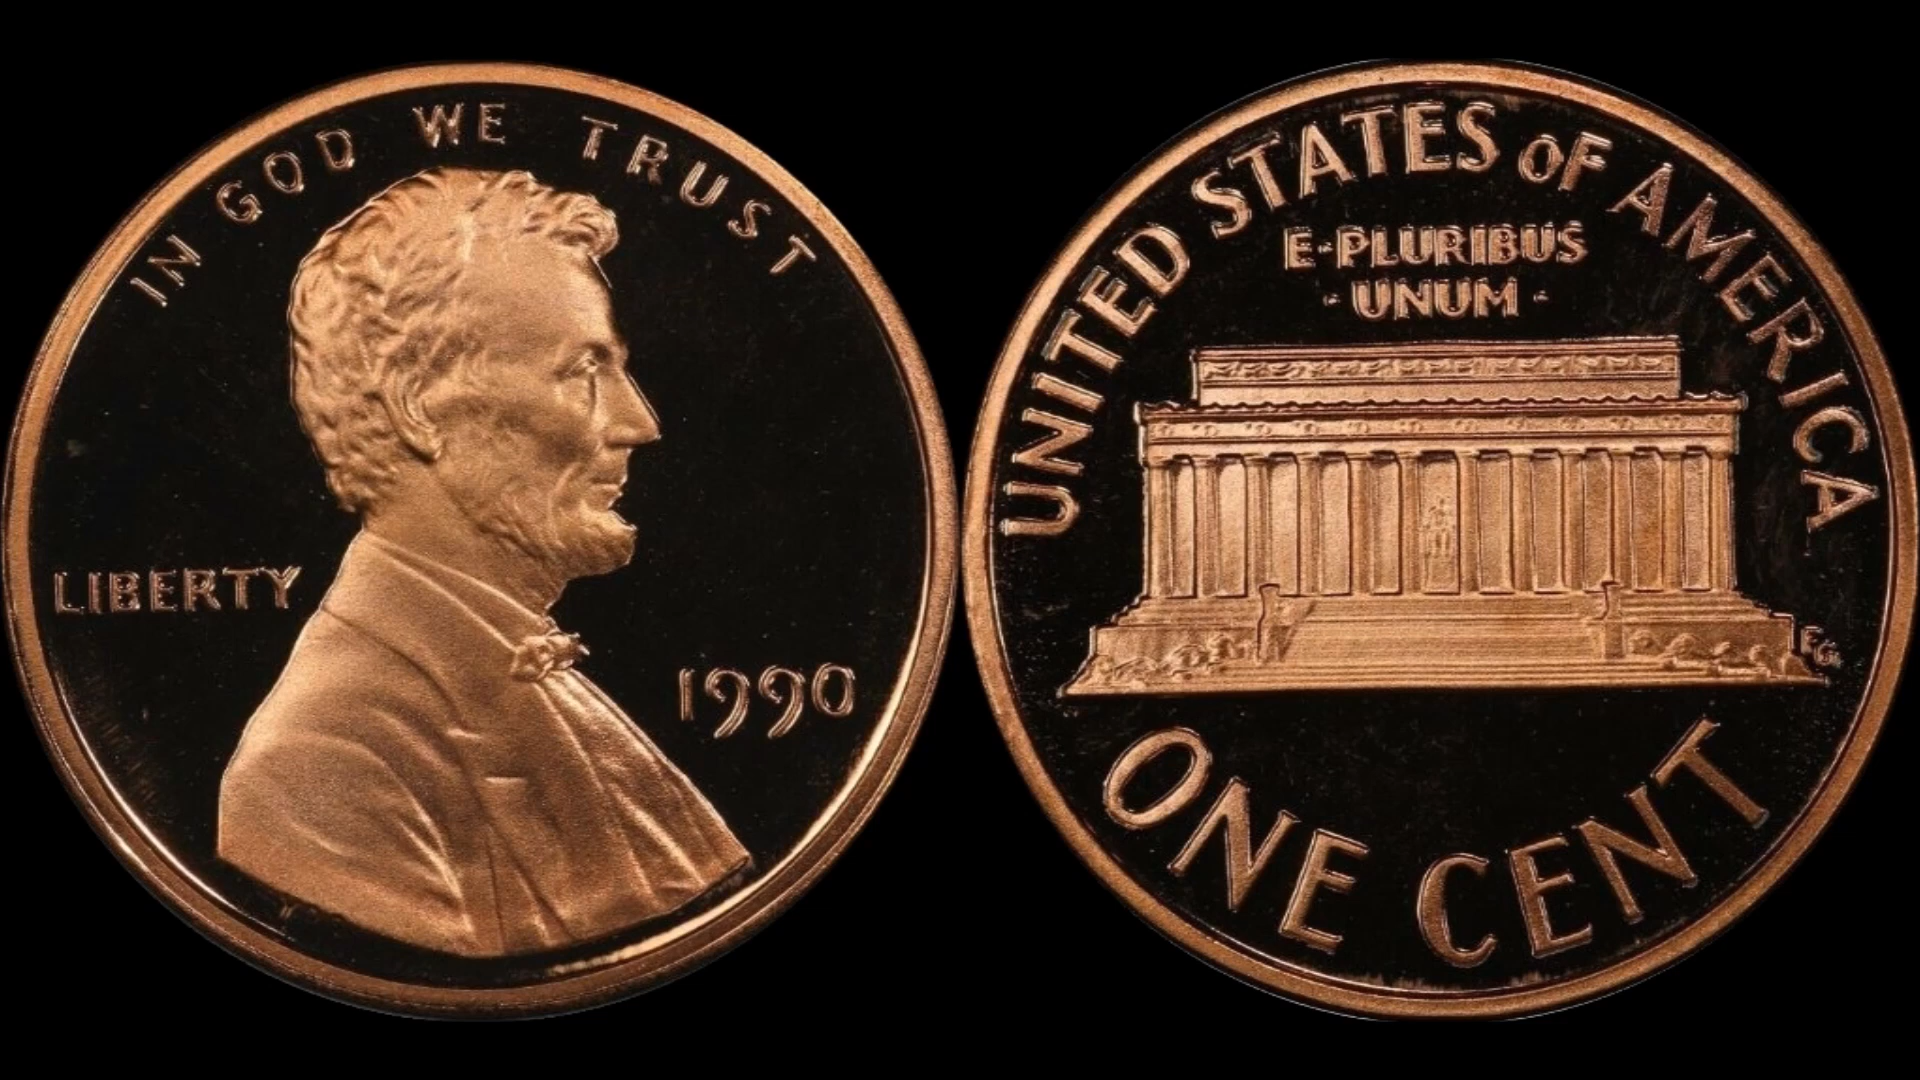 IN GOD WE TRUST
LIBERTY
1990
UNITED STATES OF AMERICA
E·PLURIBUS
·UNUM·
FG
ONE CENT